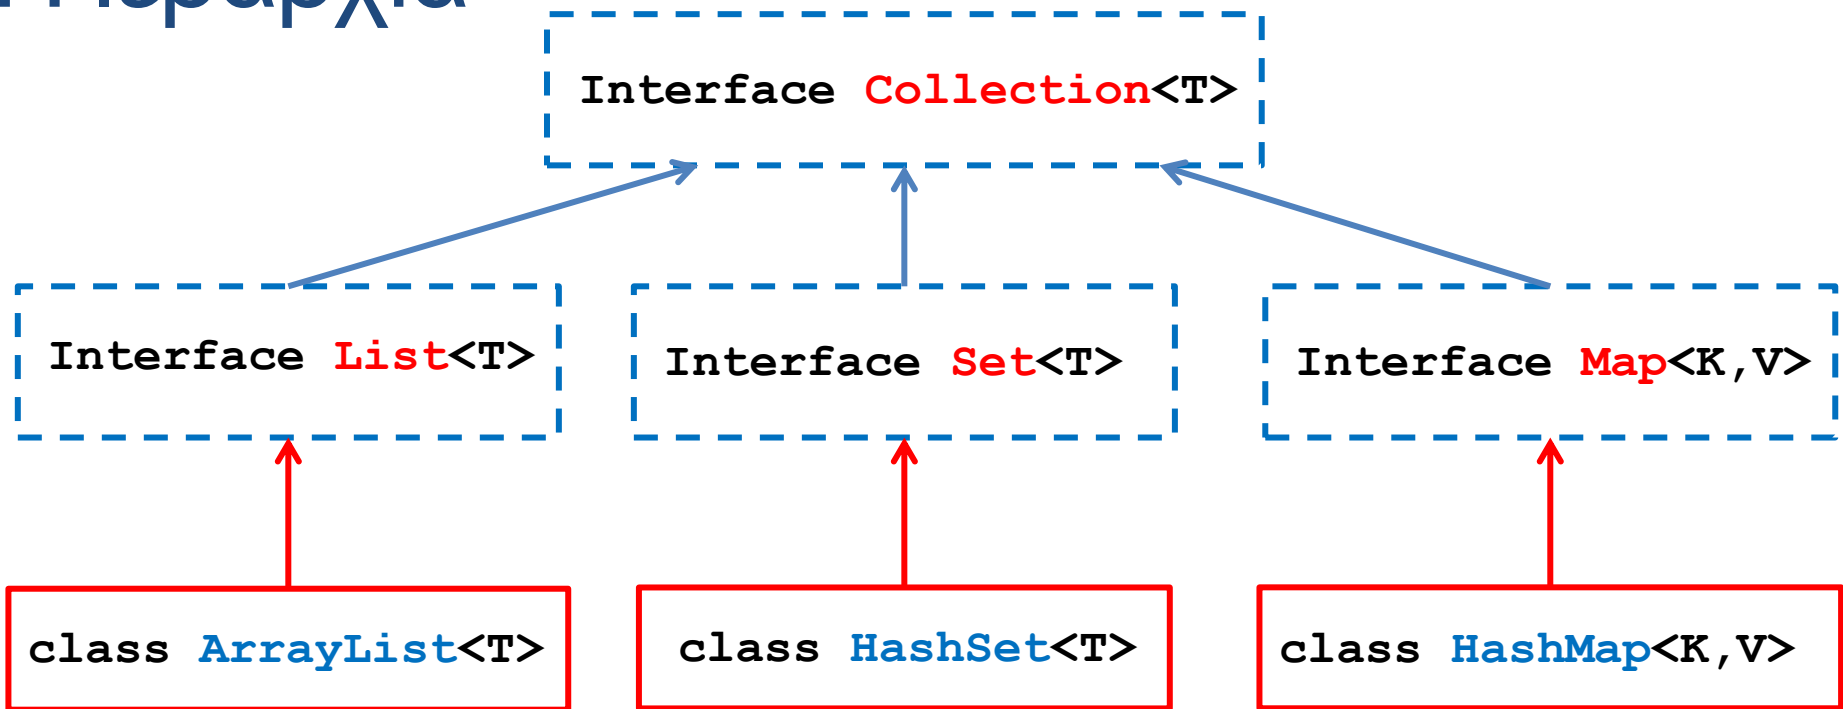 Interface Collection<T>
Interface List<T>
Interface Set<T>
Interface Map<K,V>
class ArrayList<T>
class HashSet<T>
class HashMap<K,V>